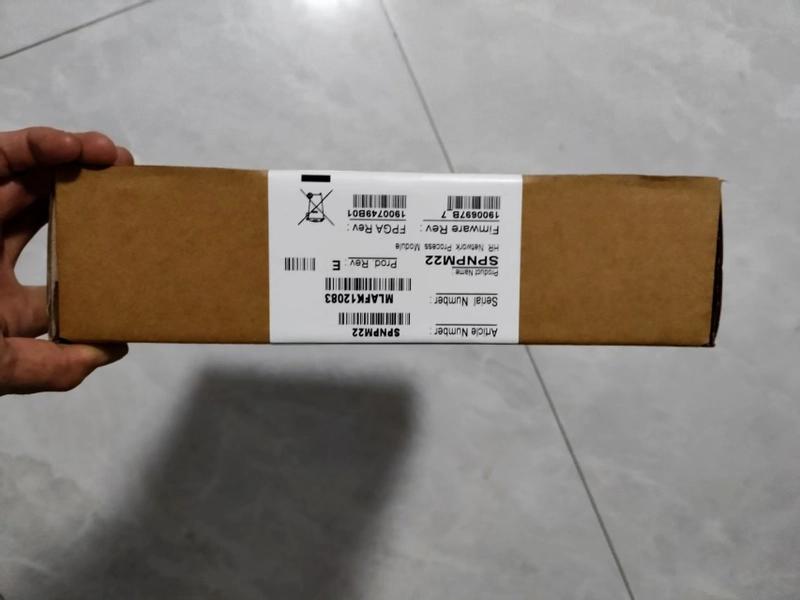 Article Number: SPNPM22
Serial Number: MLAFK12083
Product Name:
SPNPM22 Prod. Rev: E
HR Network Process Module
Firmware Rev: FPGA Rev:
1900697B_7 1900749B01